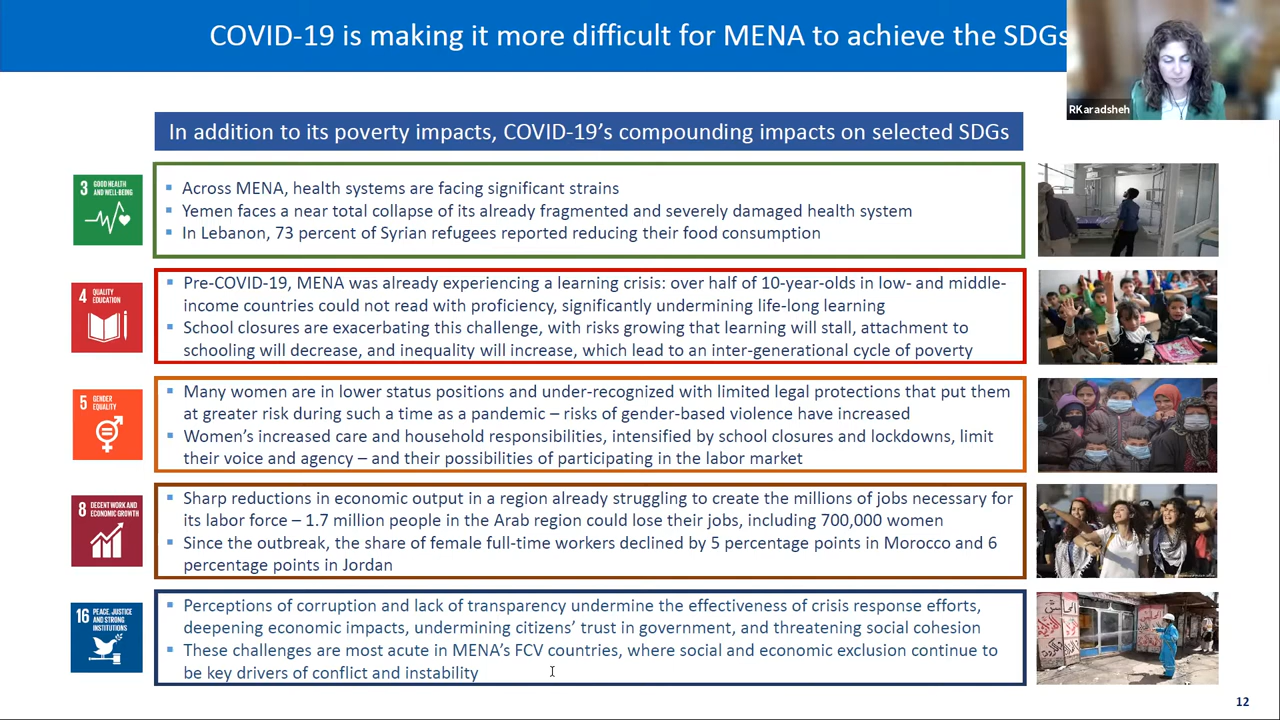 COVID-19 is making it more difficult for MENA to achieve the SDGs
RKaradsheh
In addition to its poverty impacts, COVID-19's compounding impacts on selected SDGs
3 GOOD HEALTH
AND WELL-BEING
▪ Across MENA, health systems are facing significant strains
▪ Yemen faces a near total collapse of its already fragmented and severely damaged health system
▪ In Lebanon, 73 percent of Syrian refugees reported reducing their food consumption
4 QUALITY
EDUCATION
▪ Pre-COVID-19, MENA was already experiencing a learning crisis: over half of 10-year-olds in low- and middle-
income countries could not read with proficiency, significantly undermining life-long learning
▪ School closures are exacerbating this challenge, with risks growing that learning will stall, attachment to
schooling will decrease, and inequality will increase, which lead to an inter-generational cycle of poverty
5 GENDER
EQUALITY
▪ Many women are in lower status positions and under-recognized with limited legal protections that put them
at greater risk during such a time as a pandemic – risks of gender-based violence have increased
▪ Women's increased care and household responsibilities, intensified by school closures and lockdowns, limit
their voice and agency – and their possibilities of participating in the labor market
8 DECENT WORK AND
ECONOMIC GROWTH
▪ Sharp reductions in economic output in a region already struggling to create the millions of jobs necessary for
its labor force – 1.7 million people in the Arab region could lose their jobs, including 700,000 women
▪ Since the outbreak, the share of female full-time workers declined by 5 percentage points in Morocco and 6
percentage points in Jordan
16 PEACE, JUSTICE
AND STRONG
INSTITUTIONS
▪ Perceptions of corruption and lack of transparency undermine the effectiveness of crisis response efforts,
deepening economic impacts, undermining citizens' trust in government, and threatening social cohesion
▪ These challenges are most acute in MENA's FCV countries, where social and economic exclusion continue to
be key drivers of conflict and instability
12